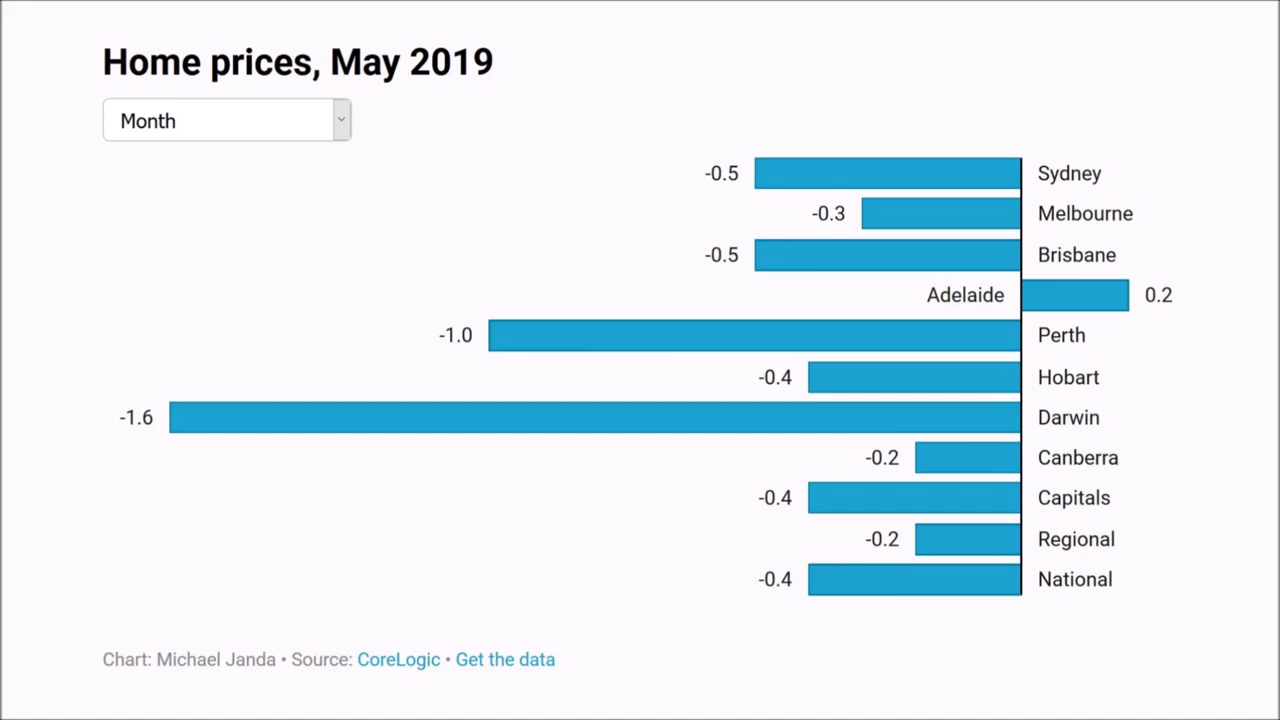 Home prices, May 2019
Month
-0.5 Sydney
-0.3 Melbourne
-0.5 Brisbane
Adelaide 0.2
-1.0 Perth
-0.4 Hobart
-1.6 Darwin
-0.2 Canberra
-0.4 Capitals
-0.2 Regional
-0.4 National
Chart: Michael Janda • Source: CoreLogic • Get the data